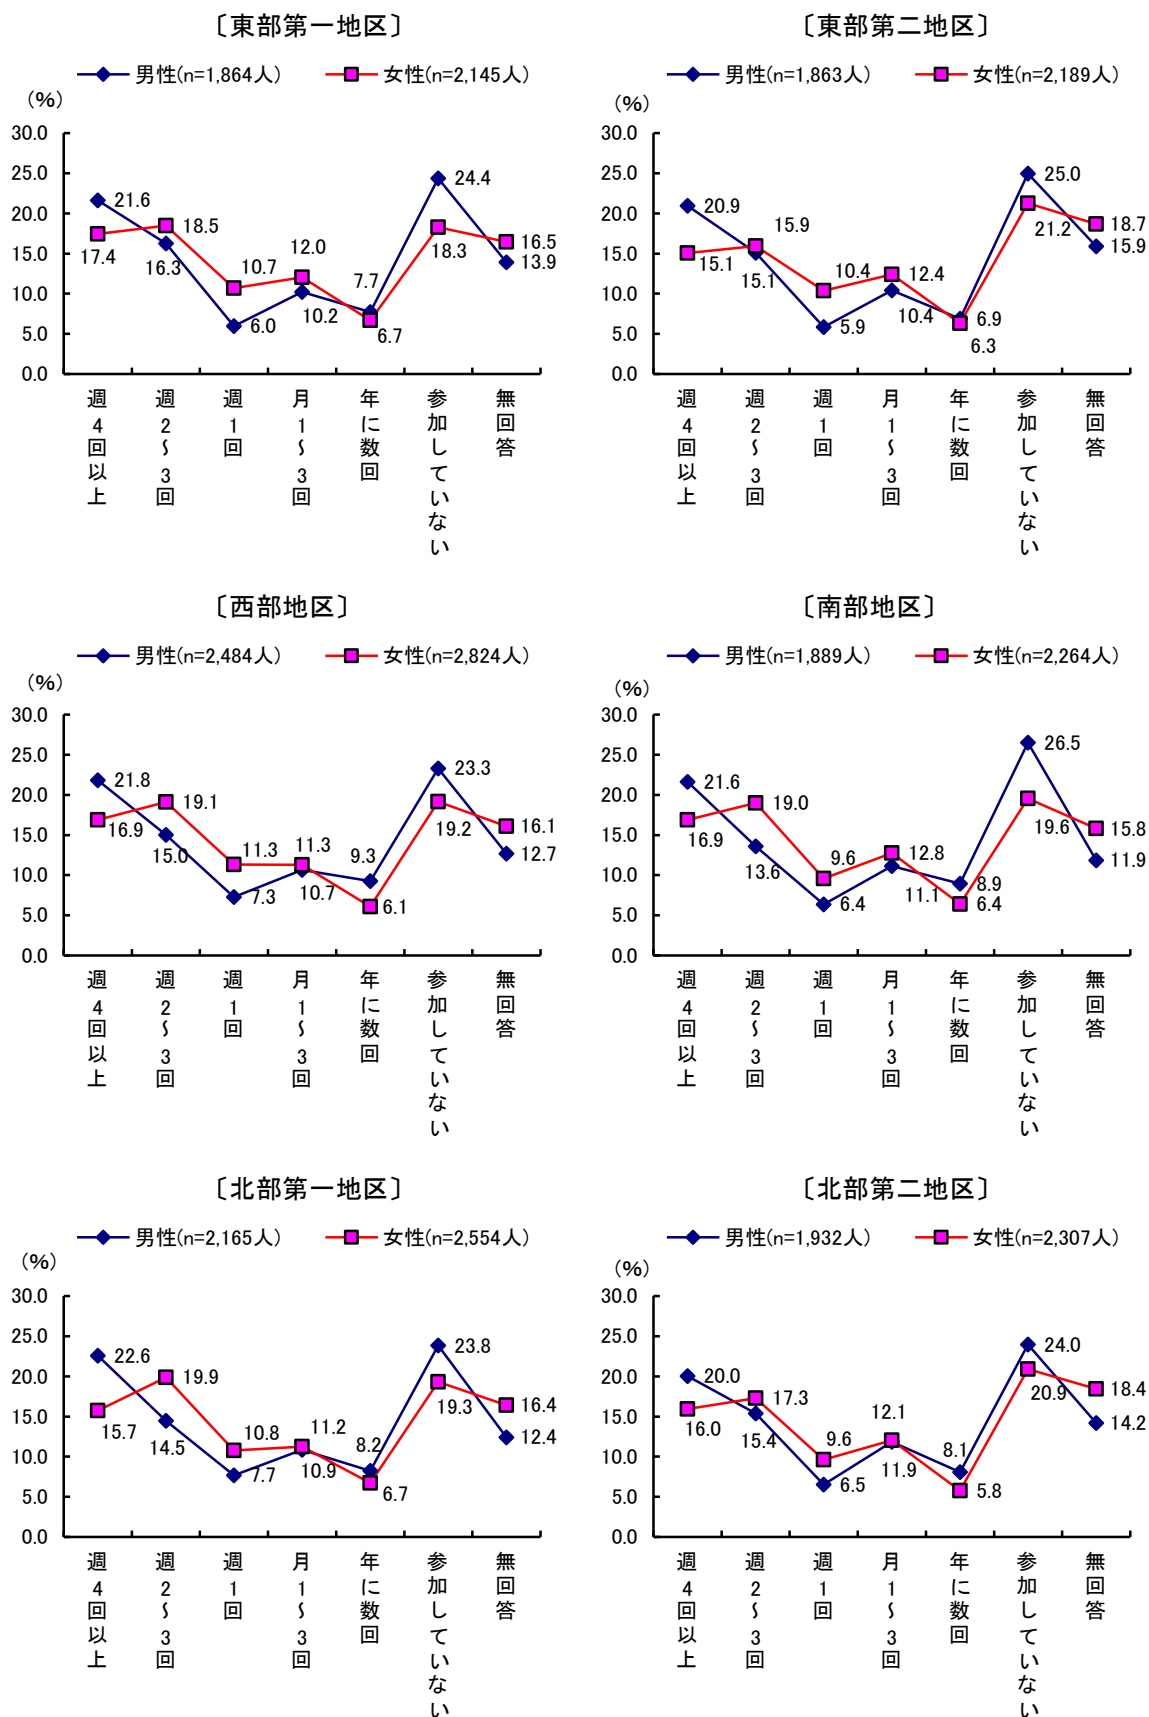 〔東部第一地区〕
男性(n=1,864人) 女性(n=2,145人)
(%)
30.0
25.0
20.0
15.0
10.0
5.0
0.0
21.6
16.3
6.0
10.2
7.7
24.4
13.9
17.4
18.5
10.7
12.0
6.7
18.3
16.5
週4回以上
週2～3回
週1回
月1～3回
年に数回
参加していない
無回答
〔東部第二地区〕
男性(n=1,863人) 女性(n=2,189人)
(%)
30.0
25.0
20.0
15.0
10.0
5.0
0.0
20.9
15.1
5.9
10.4
6.9
25.0
15.9
15.1
15.9
10.4
12.4
6.3
21.2
18.7
週4回以上
週2～3回
週1回
月1～3回
年に数回
参加していない
無回答
〔西部地区〕
男性(n=2,484人) 女性(n=2,824人)
(%)
30.0
25.0
20.0
15.0
10.0
5.0
0.0
21.8
15.0
7.3
10.7
9.3
23.3
12.7
16.9
19.1
11.3
11.3
6.1
19.2
16.1
週4回以上
週2～3回
週1回
月1～3回
年に数回
参加していない
無回答
〔南部地区〕
男性(n=1,889人) 女性(n=2,264人)
(%)
30.0
25.0
20.0
15.0
10.0
5.0
0.0
21.6
13.6
6.4
11.1
8.9
26.5
11.9
16.9
19.0
9.6
12.8
6.4
19.6
15.8
週4回以上
週2～3回
週1回
月1～3回
年に数回
参加していない
無回答
〔北部第一地区〕
男性(n=2,165人) 女性(n=2,554人)
(%)
30.0
25.0
20.0
15.0
10.0
5.0
0.0
22.6
14.5
7.7
10.9
8.2
23.8
12.4
15.7
19.9
10.8
11.2
6.7
19.3
16.4
週4回以上
週2～3回
週1回
月1～3回
年に数回
参加していない
無回答
〔北部第二地区〕
男性(n=1,932人) 女性(n=2,307人)
(%)
30.0
25.0
20.0
15.0
10.0
5.0
0.0
20.0
15.4
6.5
11.9
8.1
24.0
14.2
16.0
17.3
9.6
12.1
5.8
20.9
18.4
週4回以上
週2～3回
週1回
月1～3回
年に数回
参加していない
無回答